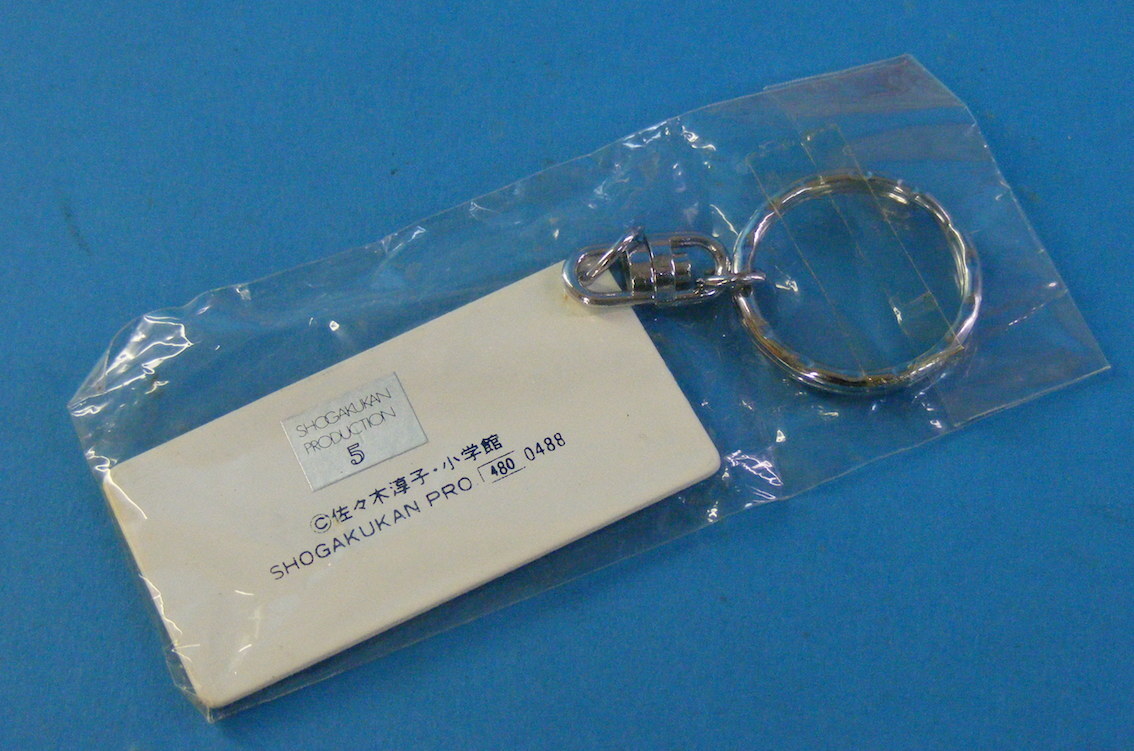 SHOGAKUKAN
PRODUCTION
5
©佐々木淳子・小学館
SHOGAKUKAN PRO 480 0488